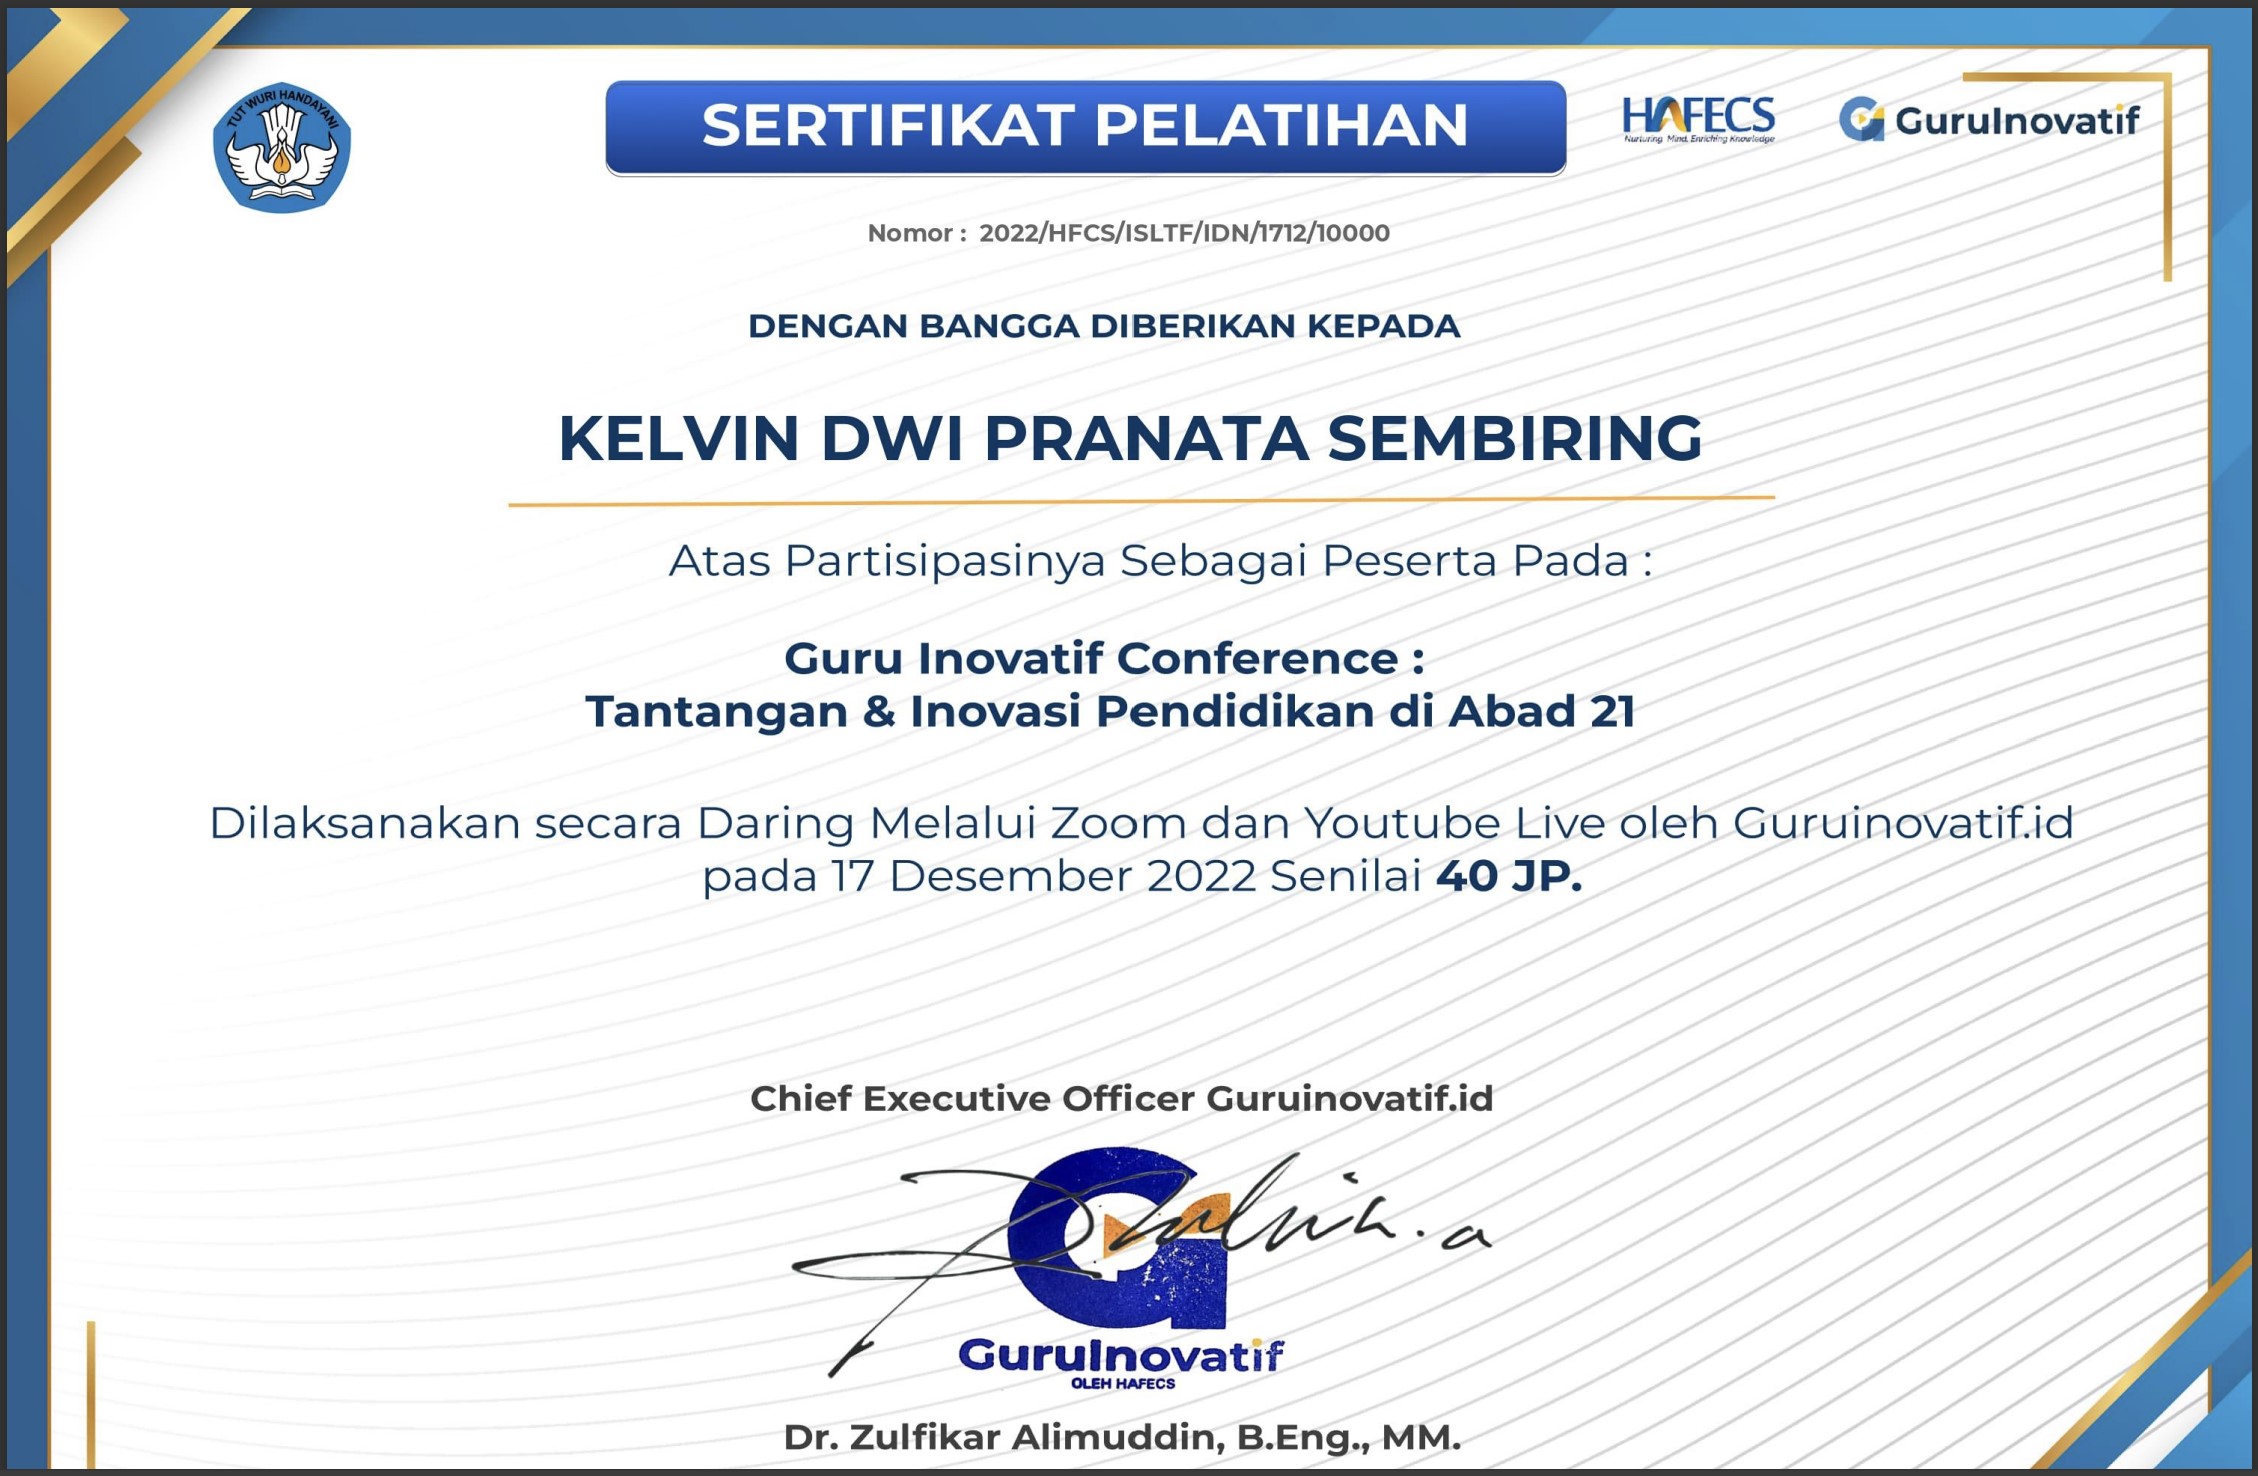 TUT WURI HANDAYANI
SERTIFIKAT PELATIHAN
HAFECS
Nurturing Mind, Enriching Knowledge
GuruInovatif
Nomor : 2022/HFCS/ISLTF/IDN/1712/10000
DENGAN BANGGA DIBERIKAN KEPADA
KELVIN DWI PRANATA SEMBIRING
Atas Partisipasinya Sebagai Peserta Pada :
Guru Inovatif Conference :
Tantangan & Inovasi Pendidikan di Abad 21
Dilaksanakan secara Daring Melalui Zoom dan Youtube Live oleh Guruinovatif.id
pada 17 Desember 2022 Senilai 40 JP.
Chief Executive Officer Guruinovatif.id
GuruInovatif
OLEH HAFECS
Dr. Zulfikar Alimuddin, B.Eng., MM.